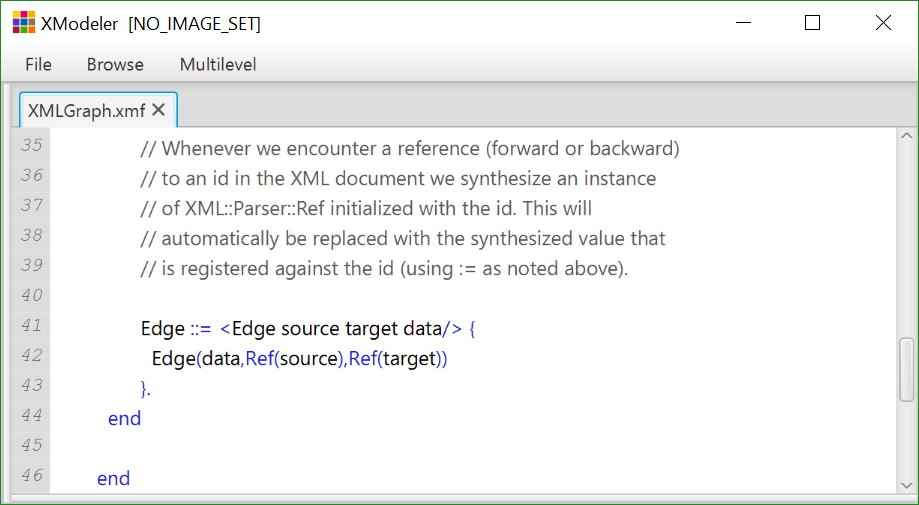 XModeler [NO_IMAGE_SET]
File Browse Multilevel
XMLGraph.xmf
35 // Whenever we encounter a reference (forward or backward)
36 // to an id in the XML document we synthesize an instance
37 // of XML::Parser::Ref initialized with the id. This will
38 // automatically be replaced with the synthesized value that
39 // is registered against the id (using := as noted above).
40
41 Edge ::= <Edge source target data/> {
42 Edge(data,Ref(source),Ref(target))
43 }.
44 end
45
46 end